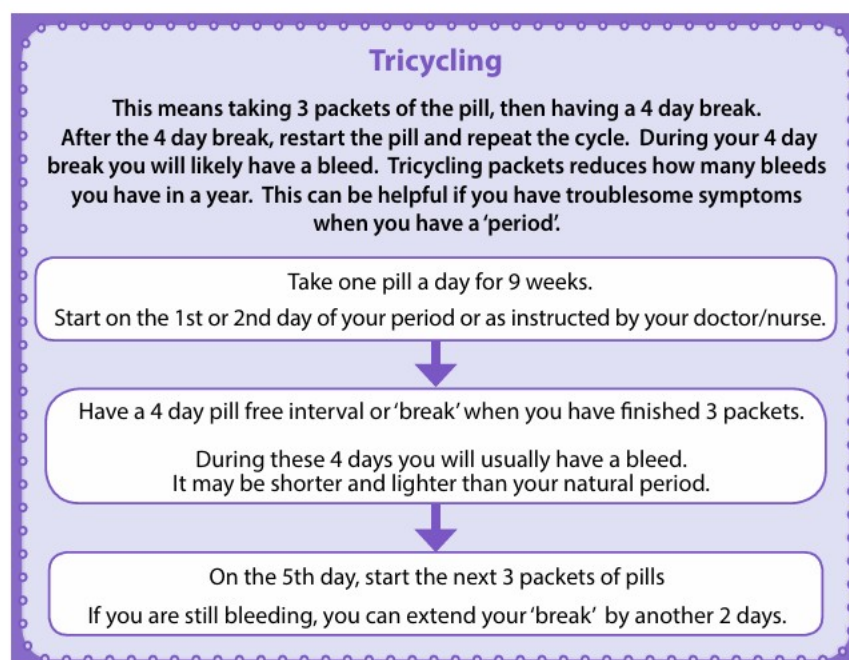 Tricycling
This means taking 3 packets of the pill, then having a 4 day break.
After the 4 day break, restart the pill and repeat the cycle. During your 4 day
break you will likely have a bleed. Tricycling packets reduces how many bleeds
you have in a year. This can be helpful if you have troublesome symptoms
when you have a ‘period’.
Take one pill a day for 9 weeks.
Start on the 1st or 2nd day of your period or as instructed by your doctor/nurse.
Have a 4 day pill free interval or ‘break’ when you have finished 3 packets.
During these 4 days you will usually have a bleed.
It may be shorter and lighter than your natural period.
On the 5th day, start the next 3 packets of pills
If you are still bleeding, you can extend your ‘break’ by another 2 days.